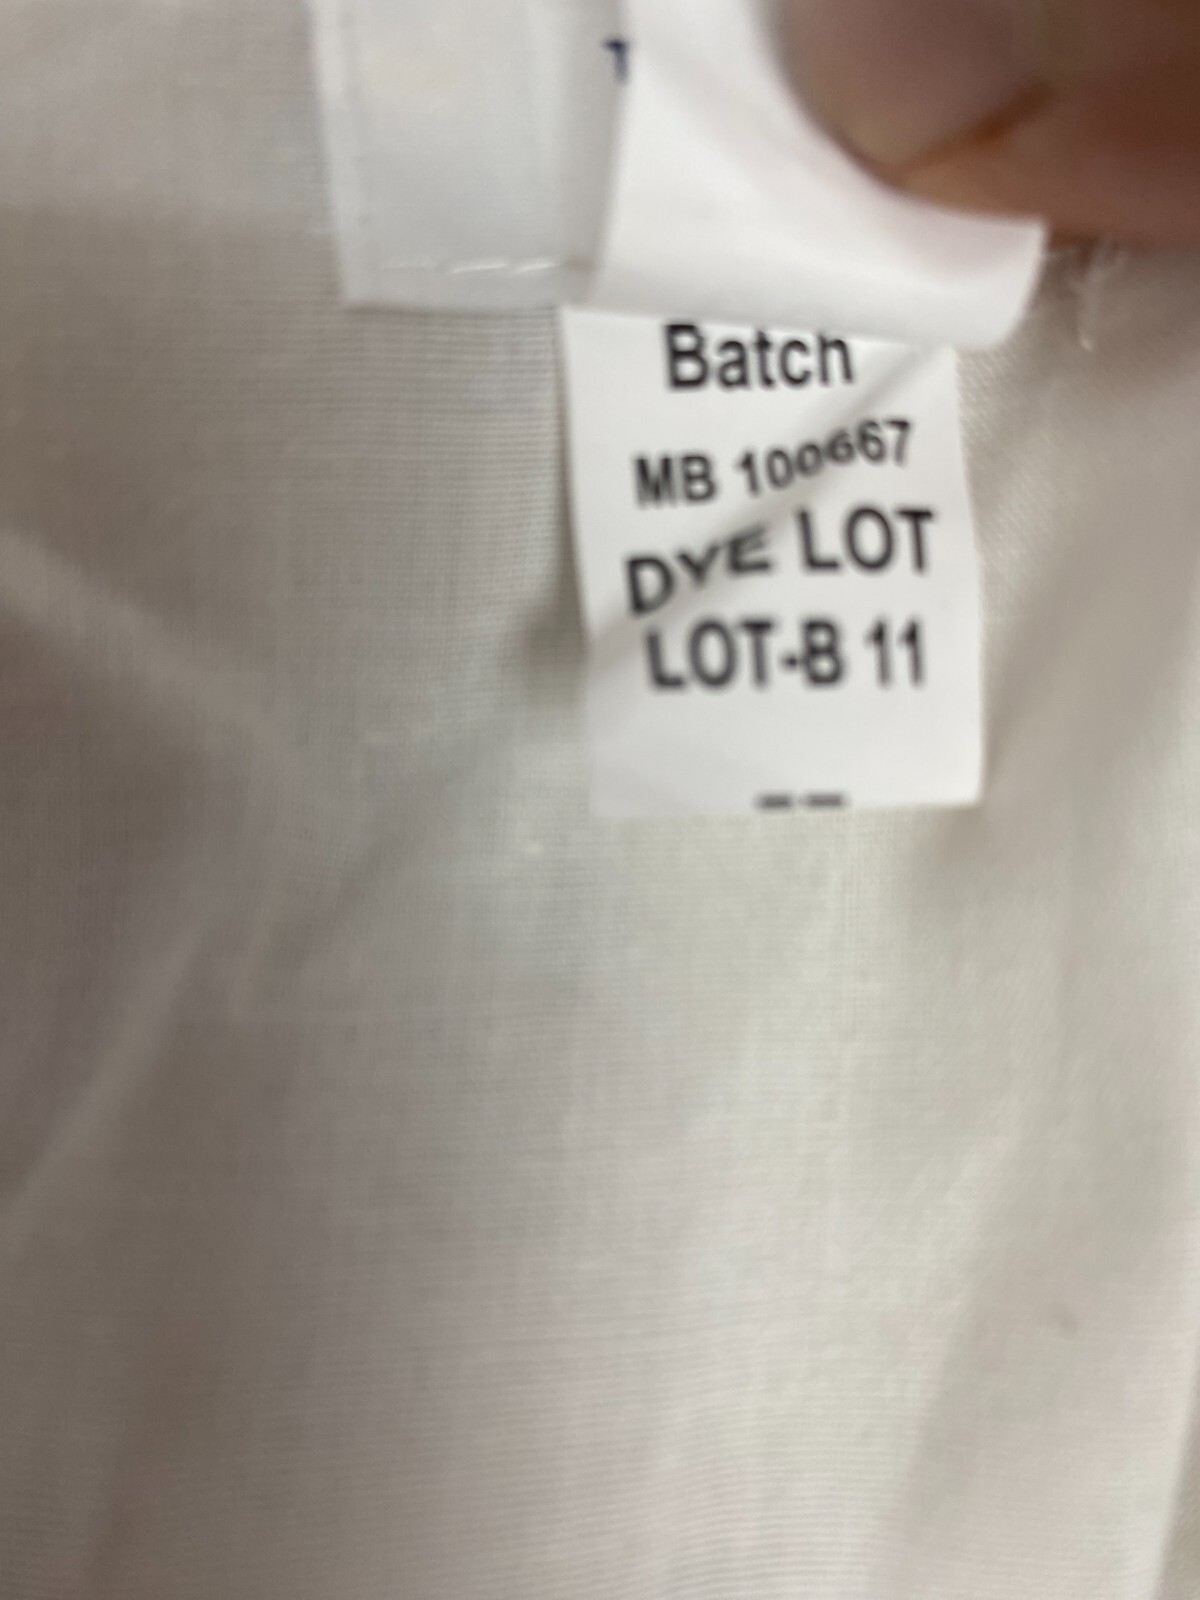 Batch
MB 100667
DYE LOT
LOT-B 11
--